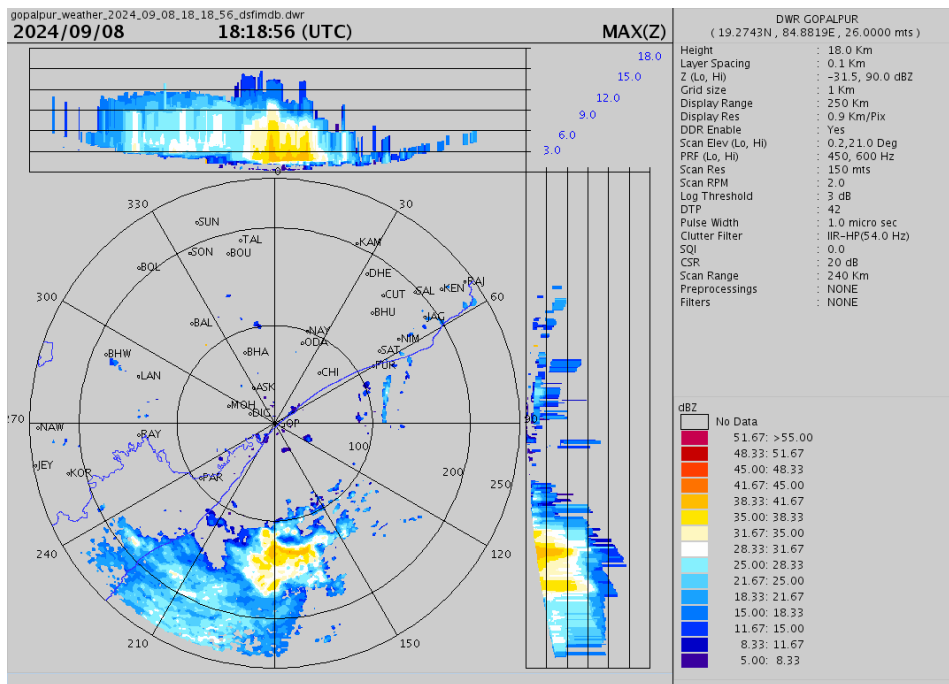 gopalpur_weather_2024_09_08_18_18_56_dsfimdb.dwr
2024/09/08 18:18:56 (UTC) MAX(Z)
18.0
15.0
12.0
9.0
6.0
3.0
0
330 30
SUN
TAL KAM
SON BOU
BOL DHE
RAJ
SAL KEN
CUT
300 60
BHU JAG
BAL NAY
NIM
ODA
BHW BHA SAT
PUR
LAN CHI
ASK
MOH
DIG
270 NAW GOP 90
RAY
100
JEY KOR PAR 200
250
240 120
210 150
DWR GOPALPUR
( 19.2743N, 84.8819E, 26.0000 mts )
Height : 18.0 Km
Layer Spacing : 0.1 Km
Z (Lo, Hi) : -31.5, 90.0 dBZ
Grid size : 1 Km
Display Range : 250 Km
Display Res : 0.9 Km/Pix
DDR Enable : Yes
Scan Elev (Lo, Hi) : 0.2,21.0 Deg
PRF (Lo, Hi) : 450, 600 Hz
Scan Res : 150 mts
Scan RPM : 2.0
Log Threshold : 3 dB
DTP : 42
Pulse Width : 1.0 micro sec
Clutter Filter : IIR-HP(54.0 Hz)
SQI : 0.0
CSR : 20 dB
Scan Range : 240 Km
Preprocessings : NONE
Filters : NONE
dBZ
No Data
51.67: >55.00
48.33: 51.67
45.00: 48.33
41.67: 45.00
38.33: 41.67
35.00: 38.33
31.67: 35.00
28.33: 31.67
25.00: 28.33
21.67: 25.00
18.33: 21.67
15.00: 18.33
11.67: 15.00
8.33: 11.67
5.00: 8.33